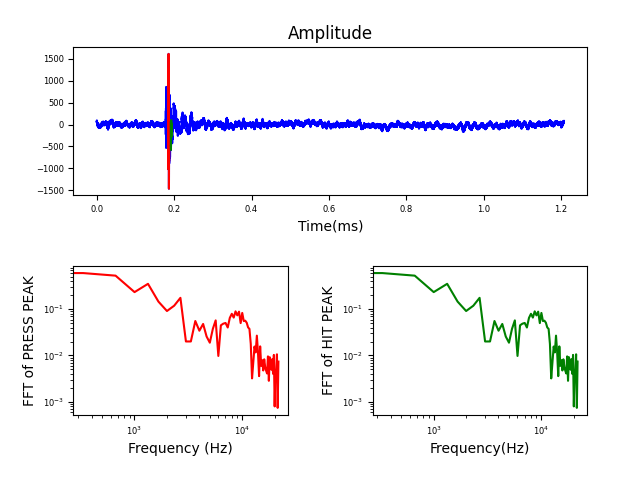 Amplitude
1500
1000
500
0
−500
−1000
−1500
0.0 0.2 0.4 0.6 0.8 1.0 1.2
Time(ms)
FFT of PRESS PEAK
10⁻¹
10⁻²
10⁻³
10³ 10⁴
Frequency (Hz)
FFT of HIT PEAK
10⁻¹
10⁻²
10⁻³
10³ 10⁴
Frequency(Hz)